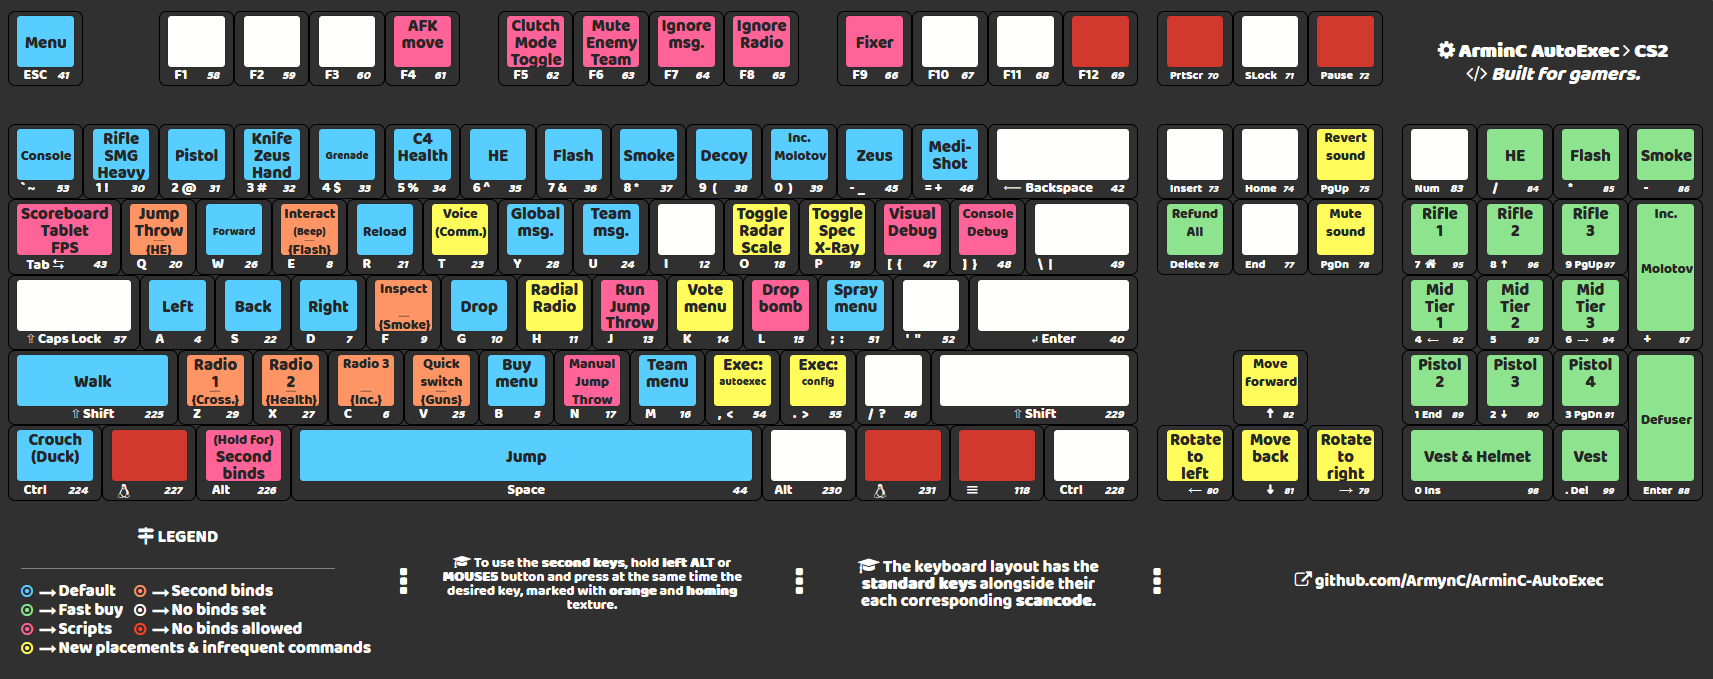 Menu
ESC 41
F1 58
F2 59
F3 60
AFK
move
F4 61
Clutch
Mode
Toggle
F5 62
Mute
Enemy
Team
F6 63
Ignore
msg.
F7 64
Ignore
Radio
F8 65
Fixer
F9 66
F10 67
F11 68
F12 69
PrtScr 70
SLock 71
Pause 72
ArminC AutoExec > CS2
</> Built for gamers.
Console
` ~ 53
Rifle
SMG
Heavy
1 ! 30
Pistol
2 @ 31
Knife
Zeus
Hand
3 # 32
Grenade
4 $ 33
C4
Health
5 % 34
HE
6 ^ 35
Flash
7 & 36
Smoke
8 * 37
Decoy
9 ( 38
Inc.
Molotov
0 ) 39
Zeus
- _ 45
Medi-
Shot
= + 46
⟵ Backspace 42
Insert 73
Home 74
Revert
sound
PgUp 75
Num 83
HE
/ 84
Flash
* 85
Smoke
- 86
Scoreboard
Tablet
FPS
Tab ⇆ 43
Jump
Throw
—
{HE}
Q 20
Forward
W 26
Interact
(Beep)
—
{Flash}
E 8
Reload
R 21
Voice
(Comm.)
T 23
Global
msg.
Y 28
Team
msg.
U 24
I 12
Toggle
Radar
Scale
O 18
Toggle
Spec
X-Ray
P 19
Visual
Debug
[ { 47
Console
Debug
] } 48
\ | 49
Refund
All
Delete 76
End 77
Mute
sound
PgDn 78
Rifle
1
7 95
Rifle
2
8 ↑ 96
Rifle
3
9 PgUp 97
Inc.
Molotov
+ 87
⇧ Caps Lock 57
Left
A 4
Back
S 22
Right
D 7
Inspect
—
{Smoke}
F 9
Drop
G 10
Radial
Radio
H 11
Run
Jump
Throw
J 13
Vote
menu
K 14
Drop
bomb
L 15
Spray
menu
; : 51
' " 52
↲ Enter 40
Mid
Tier
1
4 ← 92
Mid
Tier
2
5 93
Mid
Tier
3
6 → 94
Walk
⇧ Shift 225
Radio
1
—
{Cross.}
Z 29
Radio
2
—
{Health}
X 27
Radio 3
—
{Inc.}
C 6
Quick
switch
—
{Guns}
V 25
Buy
menu
B 5
Manual
Jump
Throw
N 17
Team
menu
M 16
Exec:
autoexec
, < 54
Exec:
config
. > 55
/ ? 56
⇧ Shift 229
Move
forward
↑ 82
Pistol
2
1 End 89
Pistol
3
2 ↓ 90
Pistol
4
3 PgDn 91
Defuser
Enter 88
Crouch
(Duck)
Ctrl 224
227
(Hold for)
Second
binds
Alt 226
Jump
Space 44
Alt 230
231
≡ 118
Ctrl 228
Rotate
to
left
← 80
Move
back
↓ 81
Rotate
to
right
→ 79
Vest & Helmet
0 Ins 98
Vest
. Del 99
LEGEND
→ Default
→ Second binds
→ Fast buy
→ No binds set
→ Scripts
→ No binds allowed
→ New placements & infrequent commands
To use the second keys, hold left ALT or
MOUSE5 button and press at the same time the
desired key, marked with orange and homing
texture.
The keyboard layout has the
standard keys alongside their
each corresponding scancode.
github.com/ArmynC/ArminC-AutoExec